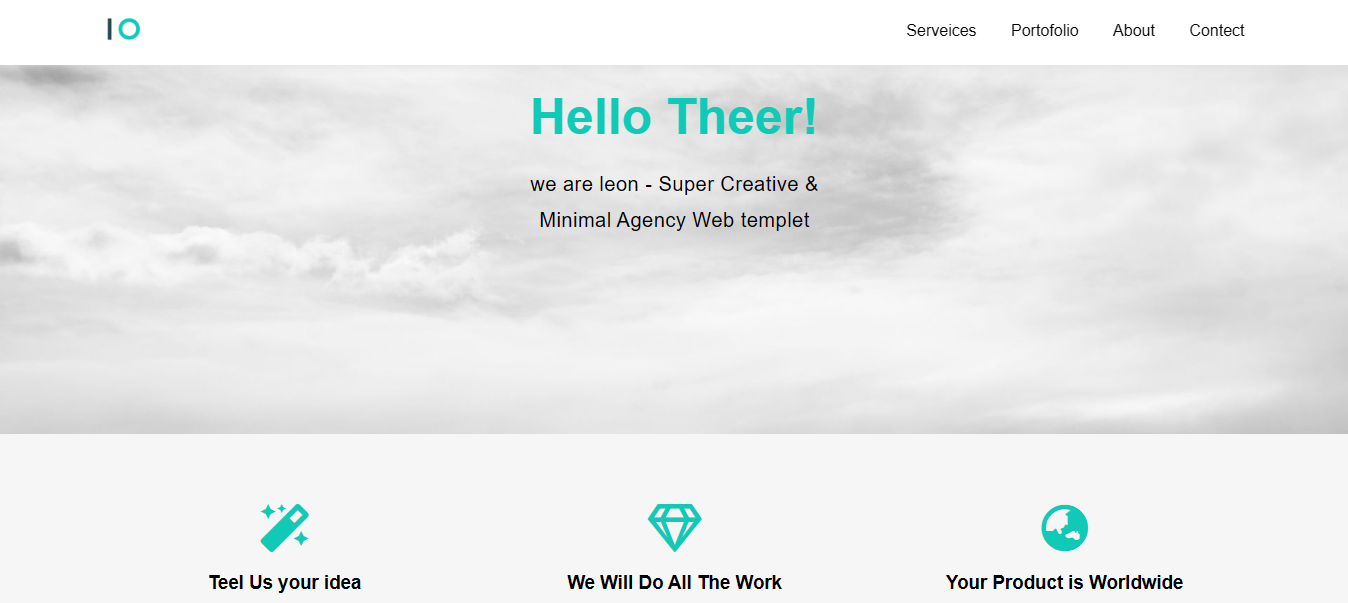 IO
Serveices Portofolio About Contect
Hello Theer!
we are leon - Super Creative &
Minimal Agency Web templet
Teel Us your idea We Will Do All The Work Your Product is Worldwide